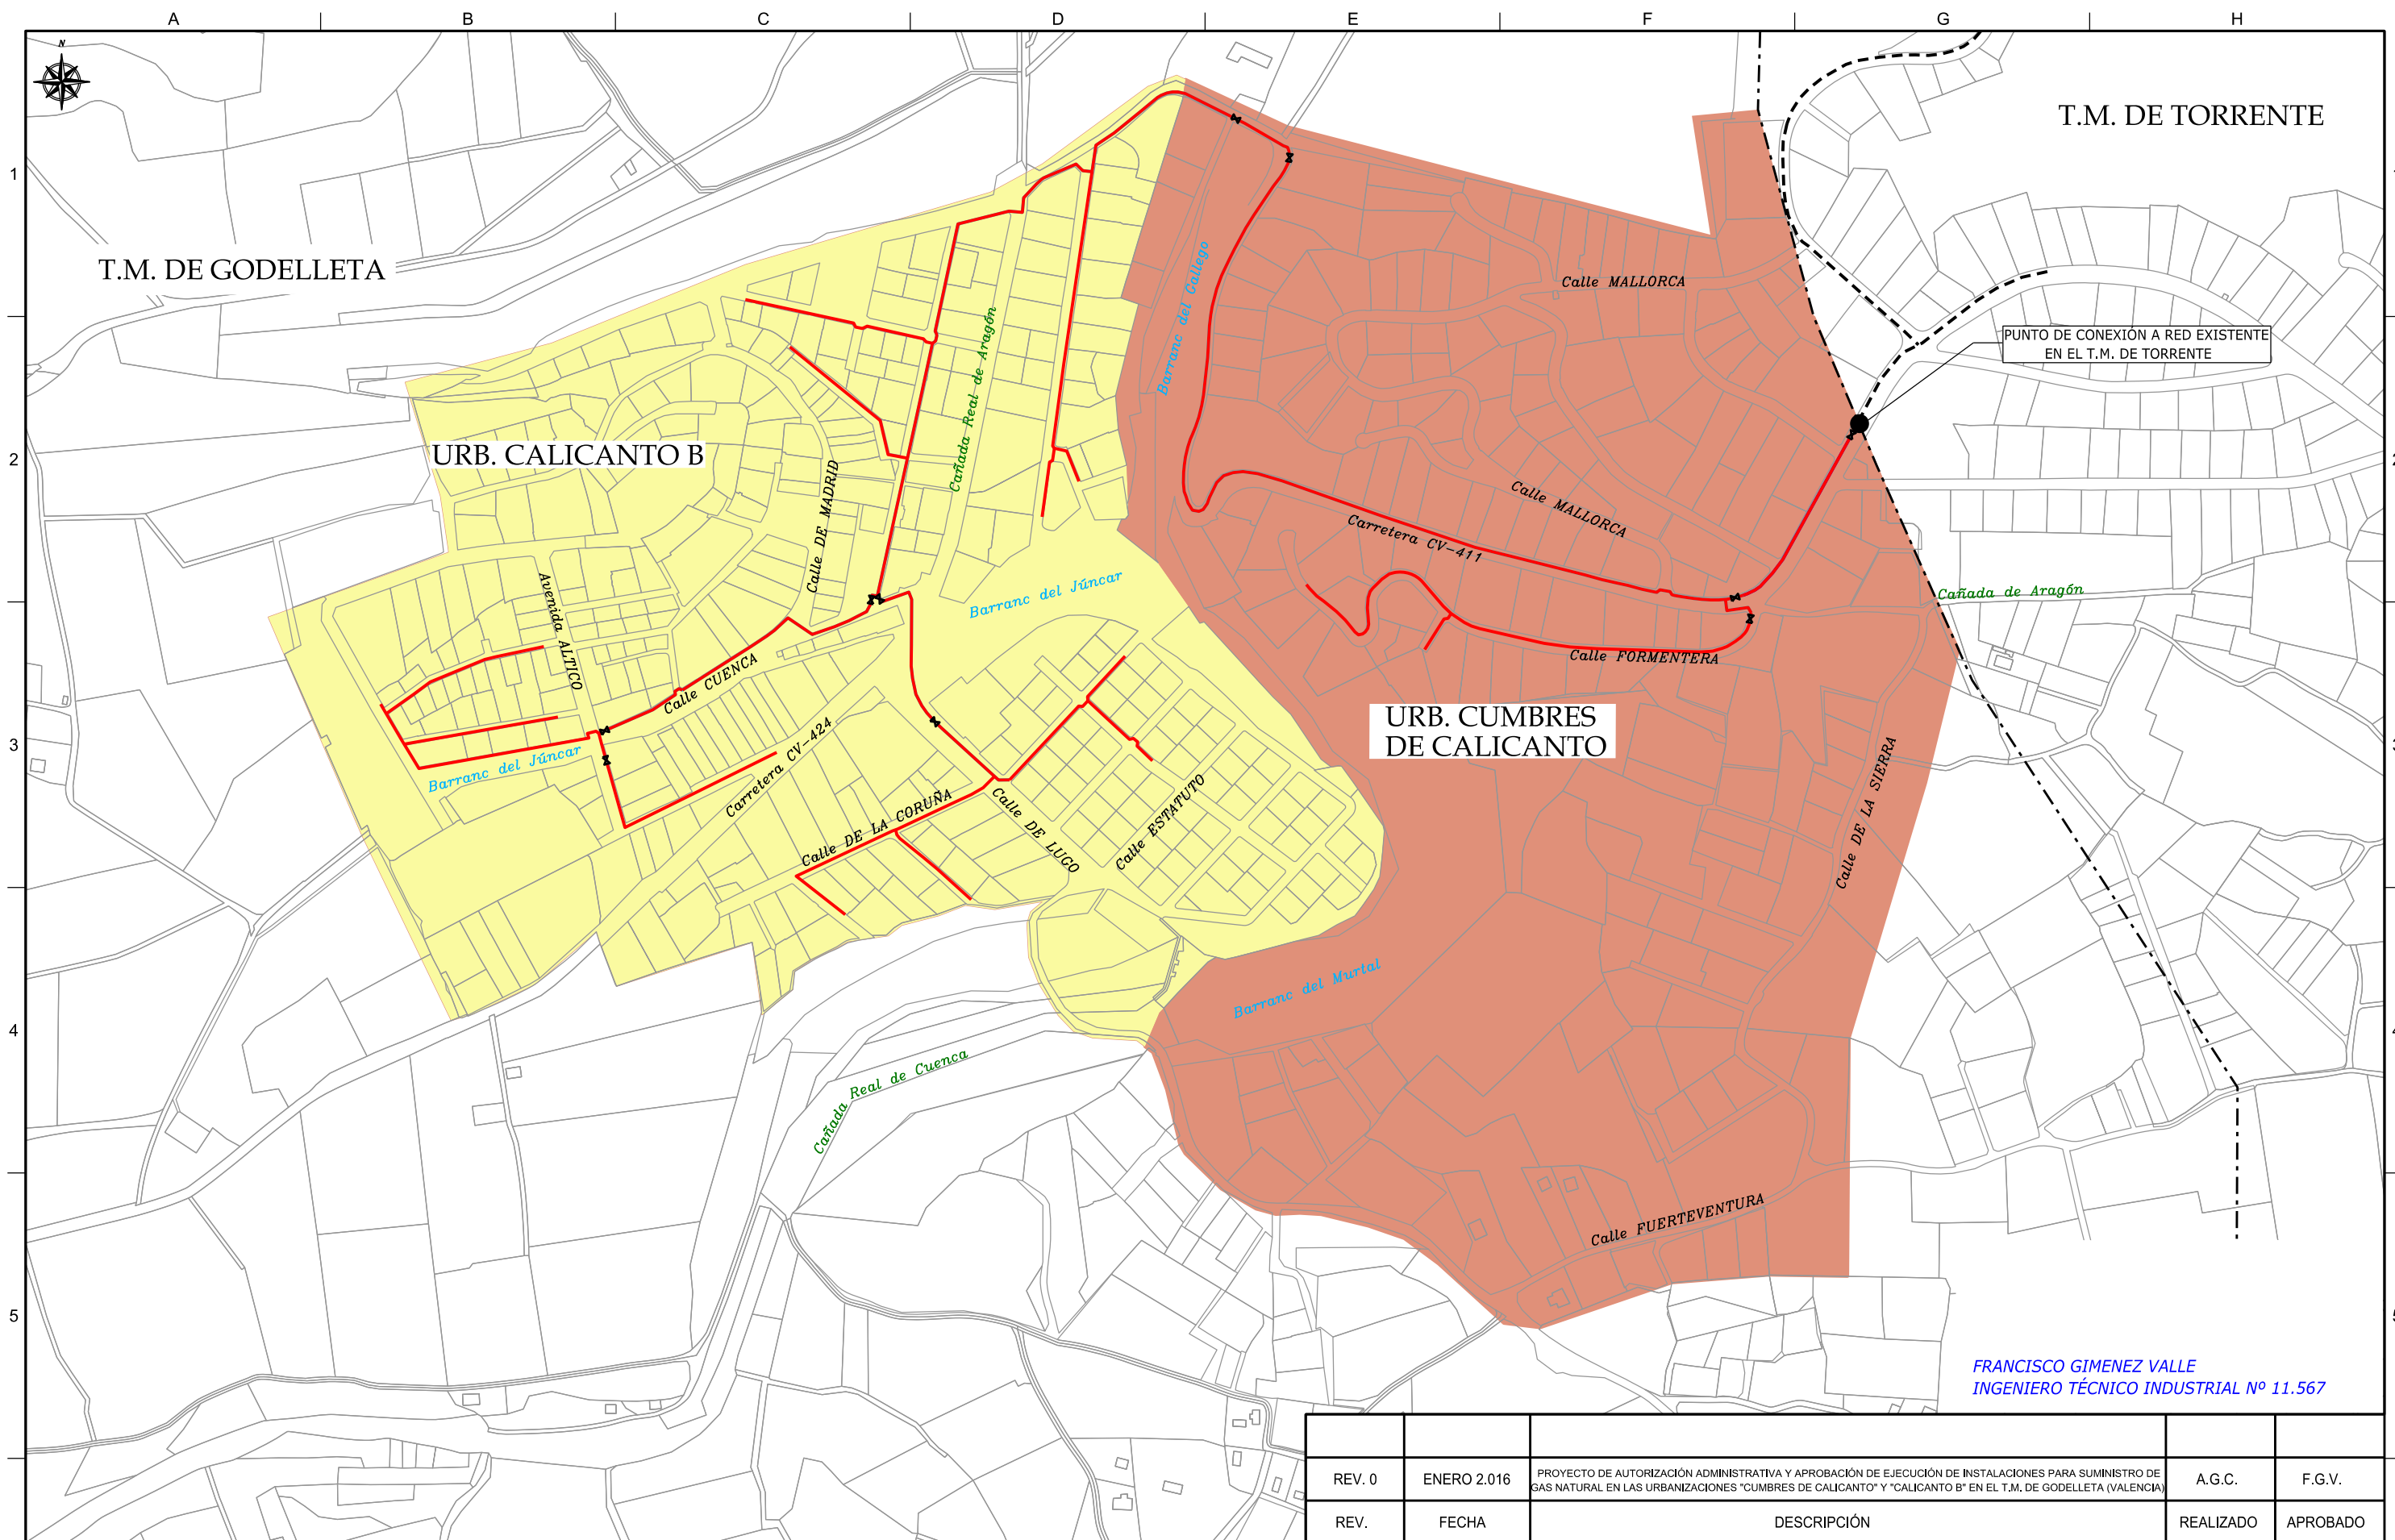 A B C D E F G H
N
T.M. DE TORRENTE
1
T.M. DE GODELLETA
Calle MALLORCA
Barranc del Gallego
Cañada Real de Aragón
PUNTO DE CONEXIÓN A RED EXISTENTE
EN EL T.M. DE TORRENTE
2
URB. CALICANTO B
Calle DE MADRID
Calle MALLORCA
Carretera CV-411
Avenida ALTICO
Barranc del Júncar
Cañada de Aragón
Calle CUENCA
Calle FORMENTERA
URB. CUMBRES
DE CALICANTO
3
Barranc del Júncar
Carretera CV-424
Calle DE LA CORUÑA
Calle DE LUGO
Calle ESTATUTO
Calle DE LA SIERRA
Barranc del Murtal
4
4
Cañada Real de Cuenca
Calle FUERTEVENTURA
5
FRANCISCO GIMENEZ VALLE
INGENIERO TÉCNICO INDUSTRIAL Nº 11.567
REV. 0 ENERO 2.016 PROYECTO DE AUTORIZACIÓN ADMINISTRATIVA Y APROBACIÓN DE EJECUCIÓN DE INSTALACIONES PARA SUMINISTRO DE A.G.C. F.G.V.
GAS NATURAL EN LAS URBANIZACIONES "CUMBRES DE CALICANTO" Y "CALICANTO B" EN EL T.M. DE GODELLETA (VALENCIA)
REV. FECHA DESCRIPCIÓN REALIZADO APROBADO